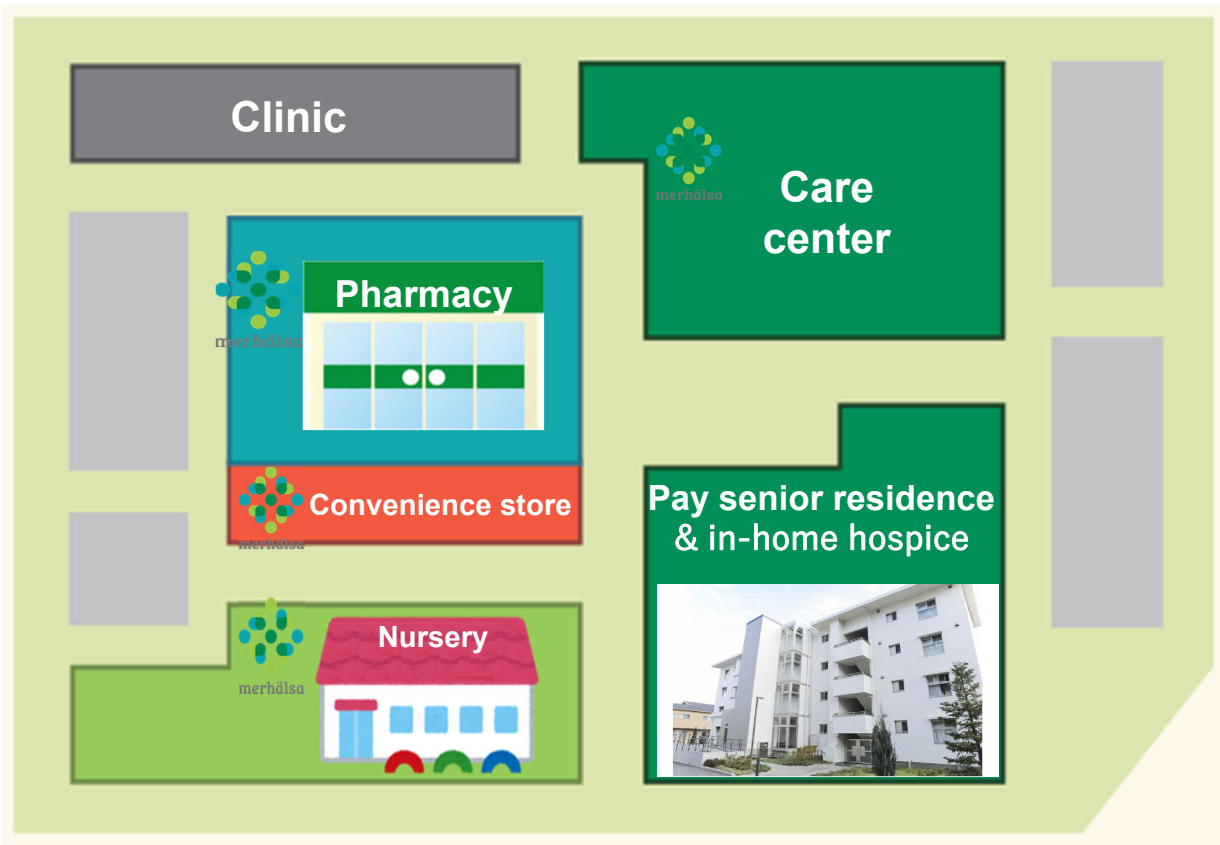 Clinic
merhälsa
Care
center
Pharmacy
merhälsa
Convenience store
merhälsa
Pay senior residence
& in-home hospice
Nursery
merhälsa